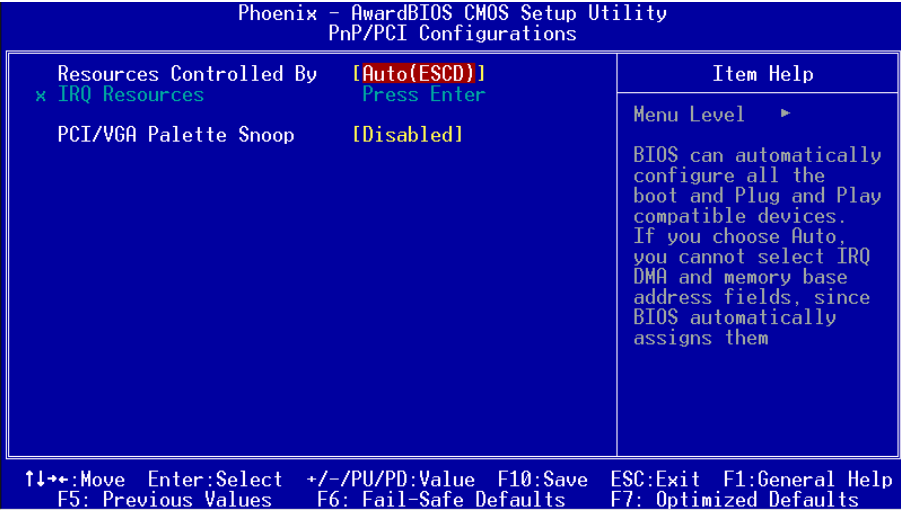 Phoenix - AwardBIOS CMOS Setup Utility
PnP/PCI Configurations
Resources Controlled By [Auto(ESCD)]
x IRQ Resources Press Enter
PCI/VGA Palette Snoop [Disabled]
Item Help
Menu Level ►
BIOS can automatically
configure all the
boot and Plug and Play
compatible devices.
If you choose Auto,
you cannot select IRQ
DMA and memory base
address fields, since
BIOS automatically
assigns them
↑↓→←:Move Enter:Select +/-/PU/PD:Value F10:Save ESC:Exit F1:General Help
F5: Previous Values F6: Fail-Safe Defaults F7: Optimized Defaults